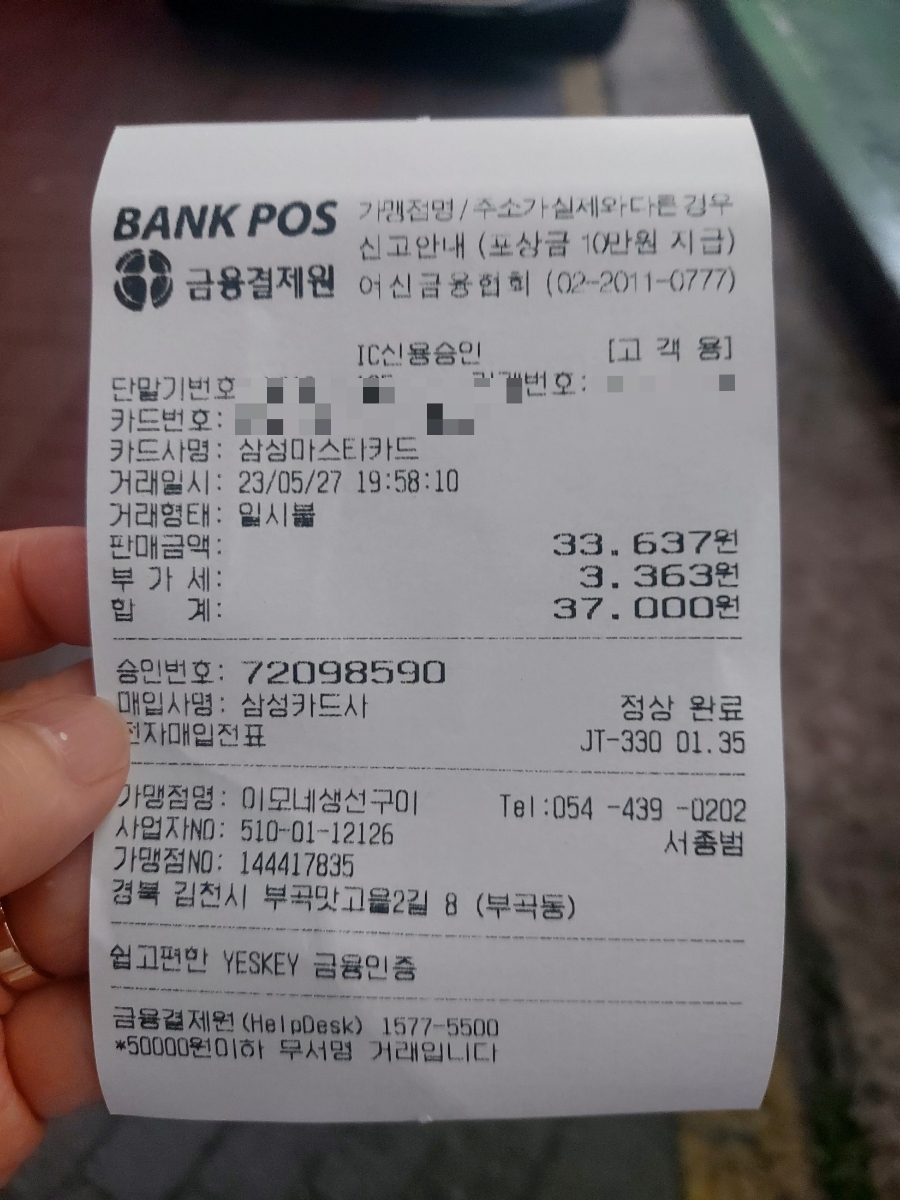 BANK POS
금융결제원
가맹점명/주소가실제와다른경우
신고안내 (포상금 10만원 지급)
여신금융협회 (02-2011-0777)
IC신용승인 [고 객 용]
단말기번호 번호:
카드번호:
카드사명: 삼성마스타카드
거래일시: 23/05/27 19:58:10
거래형태: 일시불
판매금액: 33.637원
부 가 세: 3.363원
합 계: 37.000원
승인번호: 72098590
매입사명: 삼성카드사 정상 완료
전자매입전표 JT-330 01.35
가맹점명: 이모네생선구이 Tel:054 -439 -0202
사업자NO: 510-01-12126 서종범
가맹점NO: 144417835
경북 김천시 부곡맛고을2길 8 (부곡동)
쉽고편한 YESKEY 금융인증
금융결제원(HelpDesk) 1577-5500
*50000원이하 무서명 거래입니다